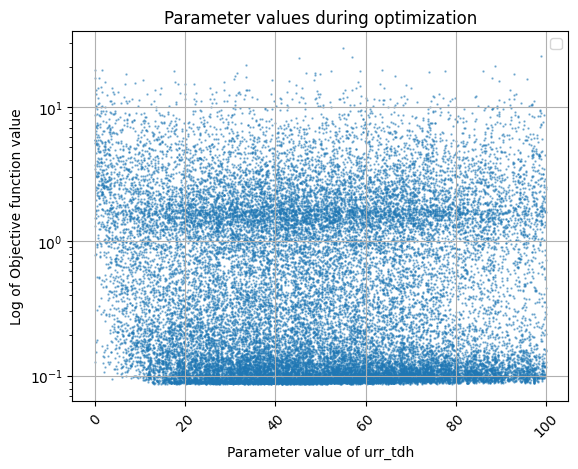 Parameter values during optimization
Log of Objective function value
10¹
10⁰
10⁻¹
0 20 40 60 80 100
Parameter value of urr_tdh